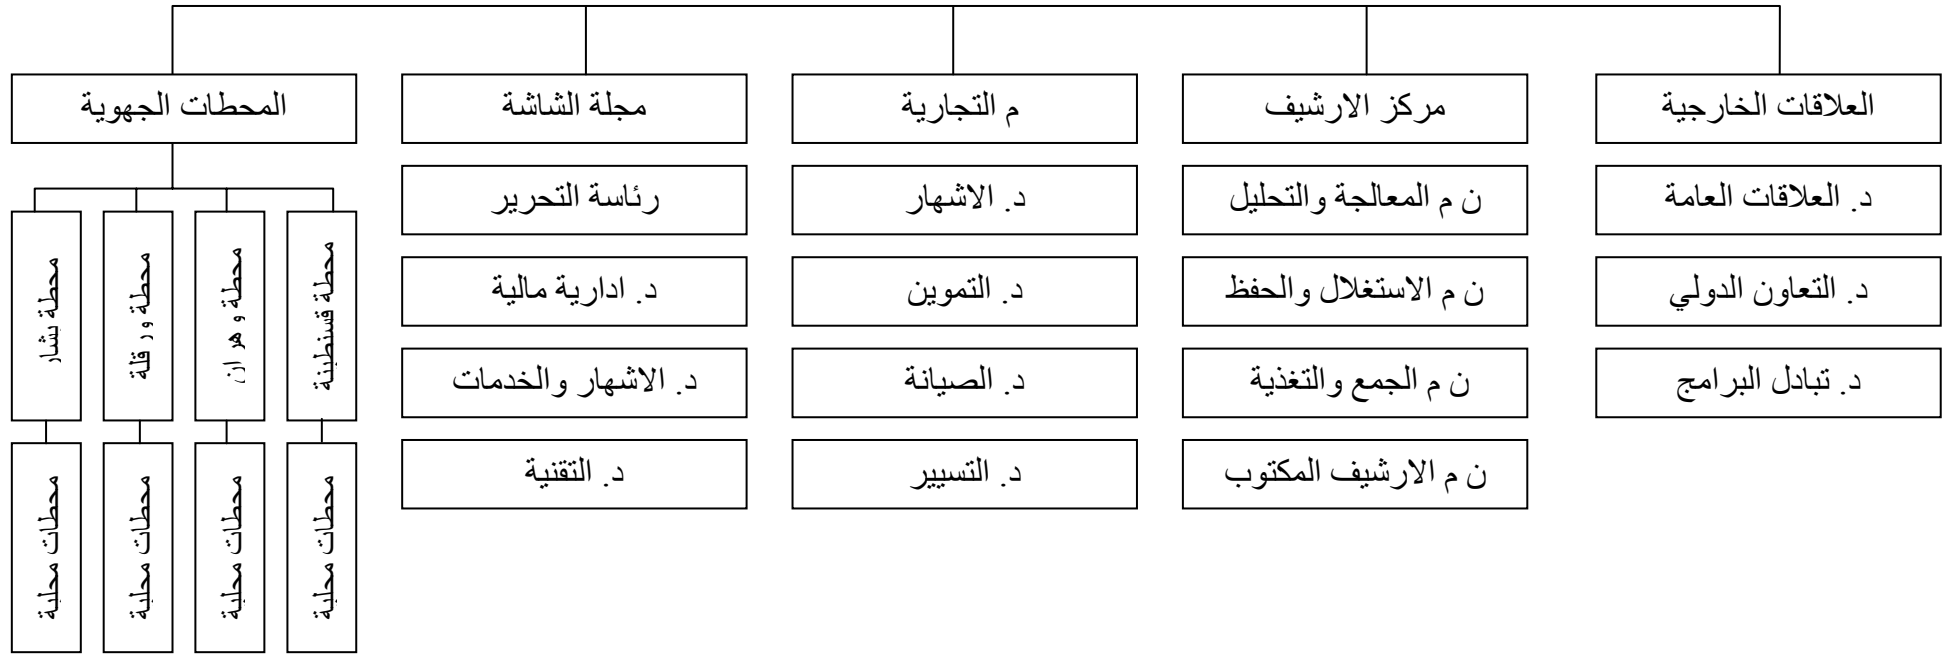 العلاقات الخارجية
مركز الارشيف
م التجارية
مجلة الشاشة
المحطات الجهوية
د. العلاقات العامة
ن م المعالجة والتحليل
د. الاشهار
رئاسة التحرير
د. التعاون الدولي
ن م الاستغلال والحفظ
د. التموين
د. ادارية مالية
د. تبادل البرامج
ن م الجمع والتغذية
د. الصيانة
د. الاشهار والخدمات
ن م الارشيف المكتوب
د. التسيير
د. التقنية
محطة قسنطينة
محطة وهران
محطة ورقلة
محطة بشار
محطات محلية
محطات محلية
محطات محلية
محطات محلية